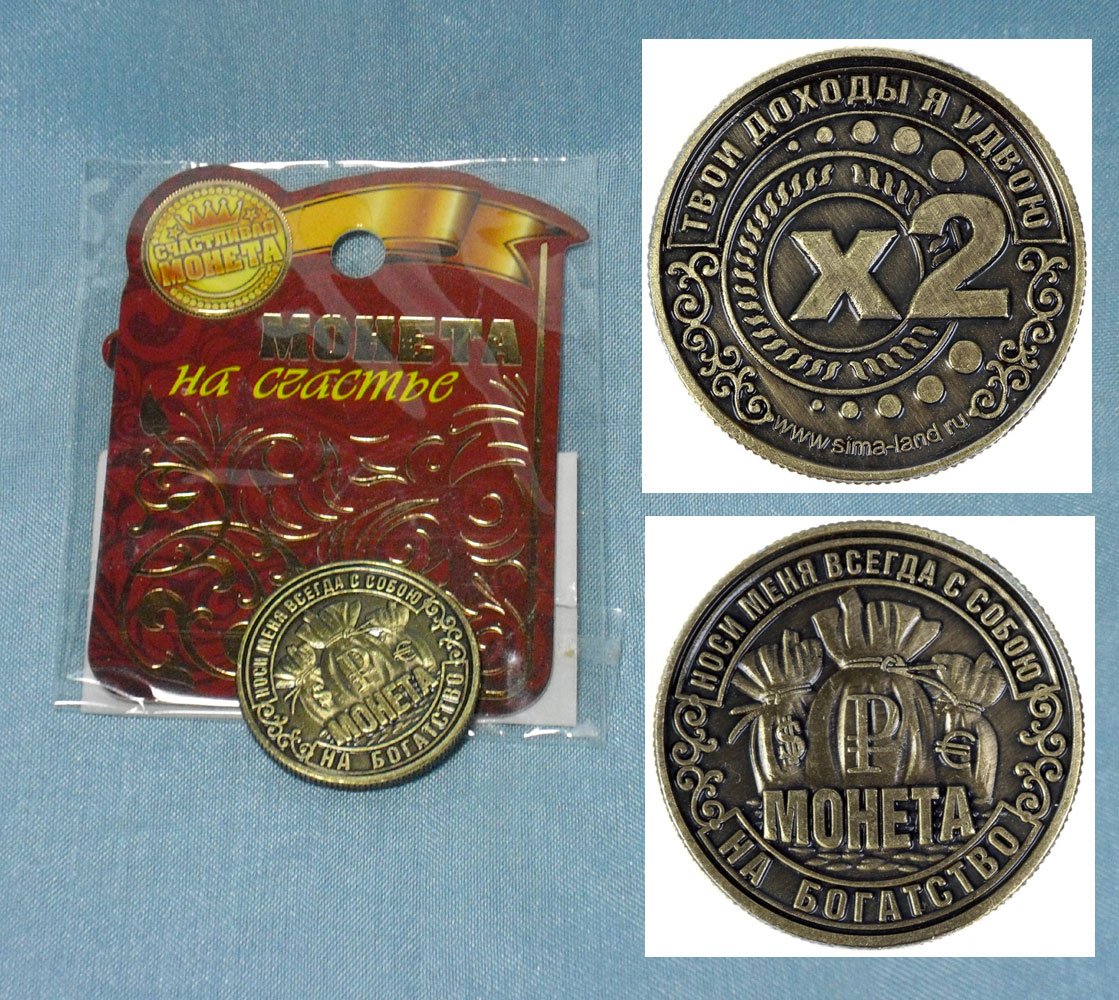 СЧАСТЛИВАЯ
МОНЕТА
МОНЕТА
на счастье
НОСИ МЕНЯ ВСЕГДА С СОБОЮ
₽
МОНЕТА
НА БОГАТСТВО
ТВОИ ДОХОДЫ Я УДВОЮ
X2
www.sima-land.ru
НОСИ МЕНЯ ВСЕГДА С СОБОЮ
$ ₽ €
МОНЕТА
НА БОГАТСТВО